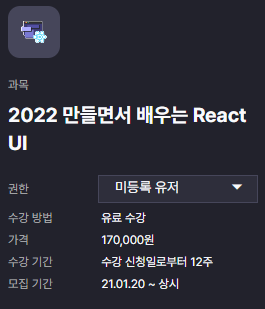 과목
2022 만들면서 배우는 React
UI
권한 미등록 유저
수강 방법 유료 수강
가격 170,000원
수강 기간 수강 신청일로부터 12주
모집 기간 21.01.20 ~ 상시